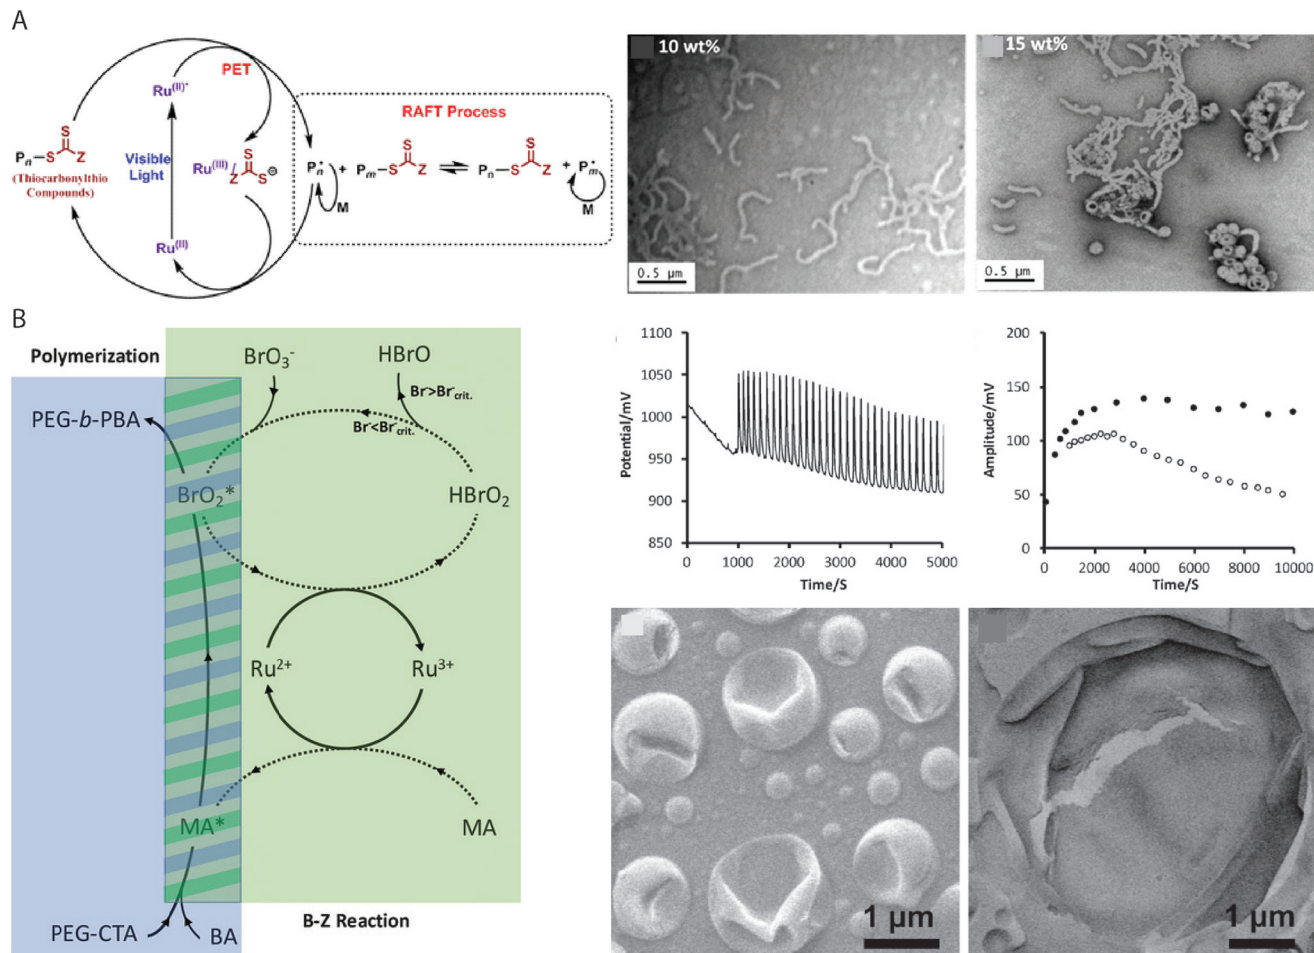 A
PET
Ru(II)*
Visible
Light
Ru(III)
Ru(II)
S
Pn—S
Z
(Thiocarbonylthio
Compounds)
S
Z
S⊖
RAFT Process
Pn• + Pm—S
S
Z
⇌ Pn—S
S
Z
+ Pm•
M
M
10 wt%
0.5 µm
15 wt%
0.5 µm
B
Polymerization
PEG-b-PBA
BrO3-
HBrO
Br->Br-crit.
Br-<Br-crit.
BrO2*
HBrO2
Ru2+
Ru3+
MA*
MA
PEG-CTA
BA
B-Z Reaction
1100
1050
1000
950
900
850
Potential/mV
0
1000
2000
3000
4000
5000
Time/S
200
150
100
50
0
Amplitude/mV
0
2000
4000
6000
8000
10000
Time/S
1 µm
1 µm